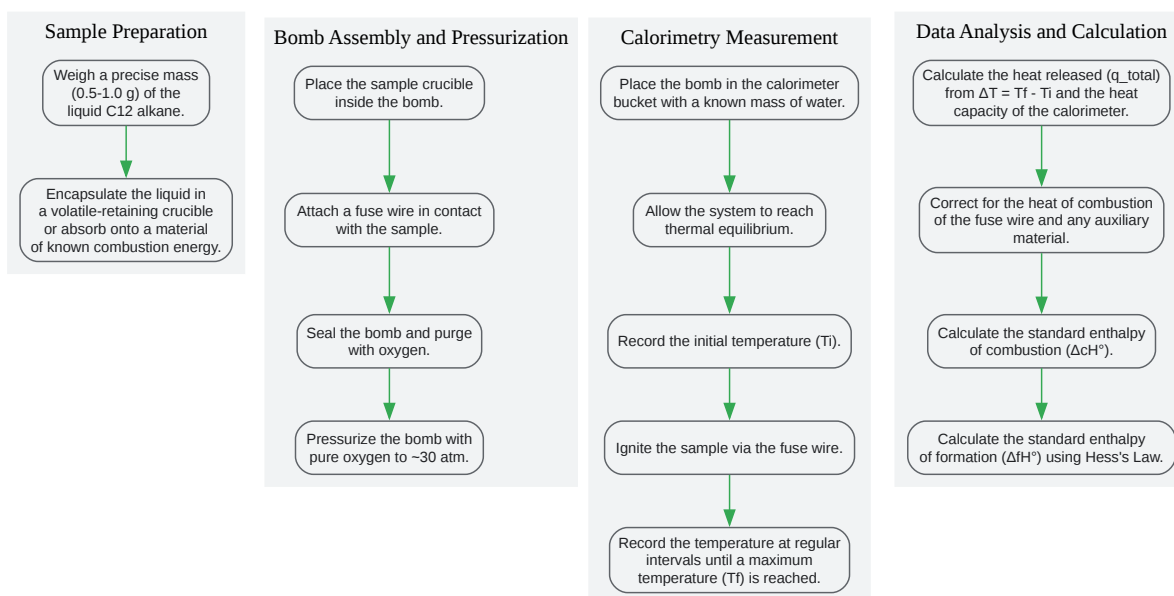 Sample Preparation
Weigh a precise mass
(0.5-1.0 g) of the
liquid C12 alkane.
Encapsulate the liquid in
a volatile-retaining crucible
or absorb onto a material
of known combustion energy.
Bomb Assembly and Pressurization
Place the sample crucible
inside the bomb.
Attach a fuse wire in contact
with the sample.
Seal the bomb and purge
with oxygen.
Pressurize the bomb with
pure oxygen to ~30 atm.
Calorimetry Measurement
Place the bomb in the calorimeter
bucket with a known mass of water.
Allow the system to reach
thermal equilibrium.
Record the initial temperature (Ti).
Ignite the sample via the fuse wire.
Record the temperature at regular
intervals until a maximum
temperature (Tf) is reached.
Data Analysis and Calculation
Calculate the heat released (q_total)
from ΔT = Tf - Ti and the heat
capacity of the calorimeter.
Correct for the heat of combustion
of the fuse wire and any auxiliary
material.
Calculate the standard enthalpy
of combustion (ΔcH°).
Calculate the standard enthalpy
of formation (ΔfH°) using Hess's Law.